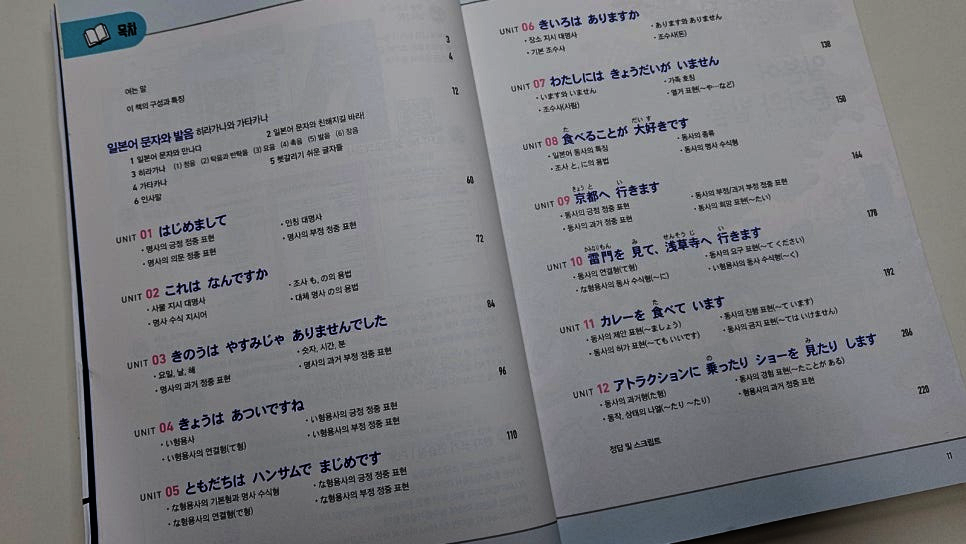 목차
여는 말 3
이 책의 구성과 특징 4
일본어 문자와 발음 히라가나와 가타카나 12
1 일본어 문자와 만나다
2 일본어 문자와 친해지길 바라!
3 히라가나 (1) 청음 (2) 탁음과 반탁음 (3) 요음 (4) 촉음 (5) 발음 (6) 장음
4 가타카나
5 헷갈리기 쉬운 글자들
6 인사말
UNIT 01 はじめまして 60
・명사의 긍정 정중 표현
・인칭 대명사
・명사의 의문 정중 표현
・명사의 부정 정중 표현
UNIT 02 これは なんですか 72
・사물 지시 대명사
・조사 も, の의 용법
・명사 수식 지시어
・대체 명사 の의 용법
UNIT 03 きのうは やすみじゃ ありませんでした 84
・요일, 날, 해
・숫자, 시간, 분
・명사의 과거 정중 표현
・명사의 과거 부정 정중 표현
UNIT 04 きょうは あついですね 96
・い형용사
・い형용사의 긍정 정중 표현
・い형용사의 연결형(て형)
・い형용사의 부정 정중 표현
UNIT 05 ともだちは ハンサムで まじめです 110
・な형용사의 기본형과 명사 수식형
・な형용사의 긍정 정중 표현
・な형용사의 연결형(で형)
・な형용사의 부정 정중 표현
UNIT 06 きいろは ありますか
・장소 지시 대명사
・あります와 ありません
・기본 조수사
・조수사(돈)
UNIT 07 わたしには きょうだいが いません 138
・います와 いません
・가족 호칭
・조수사(사람)
・열거 표현(～や…など)
UNIT 08 食べることが 大好きです 150
た だい す
・일본어 동사의 특징
・동사의 종류
・조사 と, に의 용법
・동사의 명사 수식형
UNIT 09 京都へ 行きます 164
きょう と い
・동사의 긍정 정중 표현
・동사의 부정/과거 부정 정중 표현
・동사의 과거 정중 표현
・동사의 희망 표현(～たい)
UNIT 10 雷門を 見て、浅草寺へ 行きます 178
かみなりもん み せんそう じ い
・동사의 연결형(て형)
・동사의 요구 표현(～て ください)
・な형용사의 동사 수식형(～に)
・い형용사의 동사 수식형(～く)
UNIT 11 カレーを 食べて います 192
た
・동사의 제안 표현(～ましょう)
・동사의 진행 표현(～て います)
・동사의 허가 표현(～ても いいです)
・동사의 금지 표현(～ては いけません)
UNIT 12 アトラクションに 乗ったり ショーを 見たり します 206
の み
・동사의 과거형(た형)
・동사의 경험 표현(～たことが ある)
・동작, 상태의 나열(～たり ～たり)
・형용사의 과거 정중 표현
정답 및 스크립트 220
11